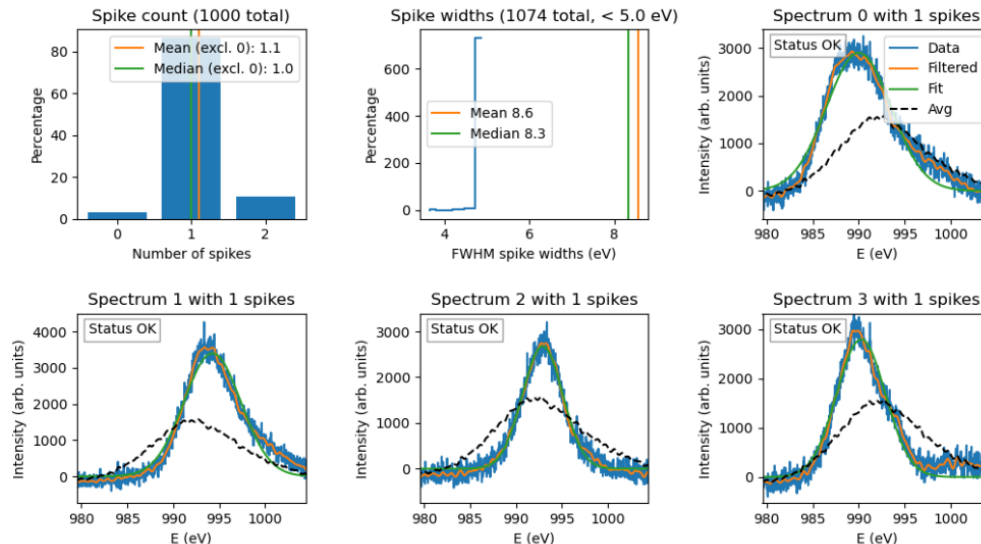 Spike count (1000 total)
Percentage
80
60
40
20
0
Mean (excl. 0): 1.1
Median (excl. 0): 1.0
0 1 2
Number of spikes
Spike widths (1074 total, < 5.0 eV)
Percentage
600
400
200
0
Mean 8.6
Median 8.3
4 6 8
FWHM spike widths (eV)
Spectrum 0 with 1 spikes
Intensity (arb. units)
3000
2000
1000
0
Status OK
Data
Filtered
Fit
Avg
980 985 990 995 1000
E (eV)
Spectrum 1 with 1 spikes
Intensity (arb. units)
4000
3000
2000
1000
0
Status OK
980 985 990 995 1000
E (eV)
Spectrum 2 with 1 spikes
Intensity (arb. units)
4000
3000
2000
1000
0
Status OK
980 985 990 995 1000
E (eV)
Spectrum 3 with 1 spikes
Intensity (arb. units)
3000
2000
1000
0
Status OK
980 985 990 995 1000
E (eV)